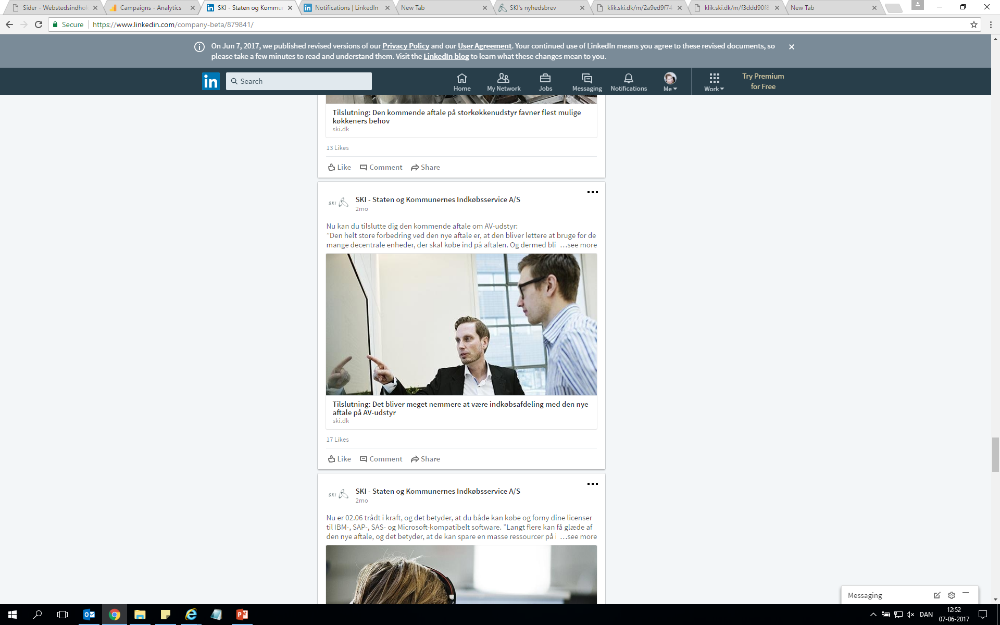 Sider - Webstedsindhol
Campaigns - Analytics
SKI - Staten og Kommu
Notifications | LinkedIn
New Tab
SKI's nyhedsbrev
klik.ski.dk/m/2a9ed9f74
klik.ski.dk/m/f3ddd90f8
New Tab
Secure
https://www.linkedin.com/company-beta/879841/
On Jun 7, 2017, we published revised versions of our Privacy Policy and our User Agreement. Your continued use of LinkedIn means you agree to these revised documents, so
please take a few minutes to read and understand them. Visit the LinkedIn blog to learn what these changes mean to you.
in
Search
Home
My Network
Jobs
Messaging
Notifications
Me
Work
Try Premium
for Free
Tilslutning: Den kommende aftale på storkøkkenudstyr favner flest mulige
køkkeners behov
ski.dk
13 Likes
Like
Comment
Share
SKI
SKI - Staten og Kommunernes Indkøbsservice A/S
2mo
Nu kan du tilslutte dig den kommende aftale om AV-udstyr:
”Den helt store forbedring ved den nye aftale er, at den bliver lettere at bruge for de
mange decentrale enheder, der skal købe ind på aftalen. Og dermed bli …see more
Tilslutning: Det bliver meget nemmere at være indkøbsafdeling med den nye
aftale på AV-udstyr
ski.dk
17 Likes
Like
Comment
Share
SKI
SKI - Staten og Kommunernes Indkøbsservice A/S
2mo
Nu er 02.06 trådt i kraft, og det betyder, at du både kan købe og forny dine licenser
til IBM-, SAP-, SAS- og Microsoft-kompatibelt software. ”Langt flere kan få glæde af
den nye aftale, og det betyder, at de kan spare en masse ressourcer på i …see more
Messaging
DAN
12:52
07-06-2017